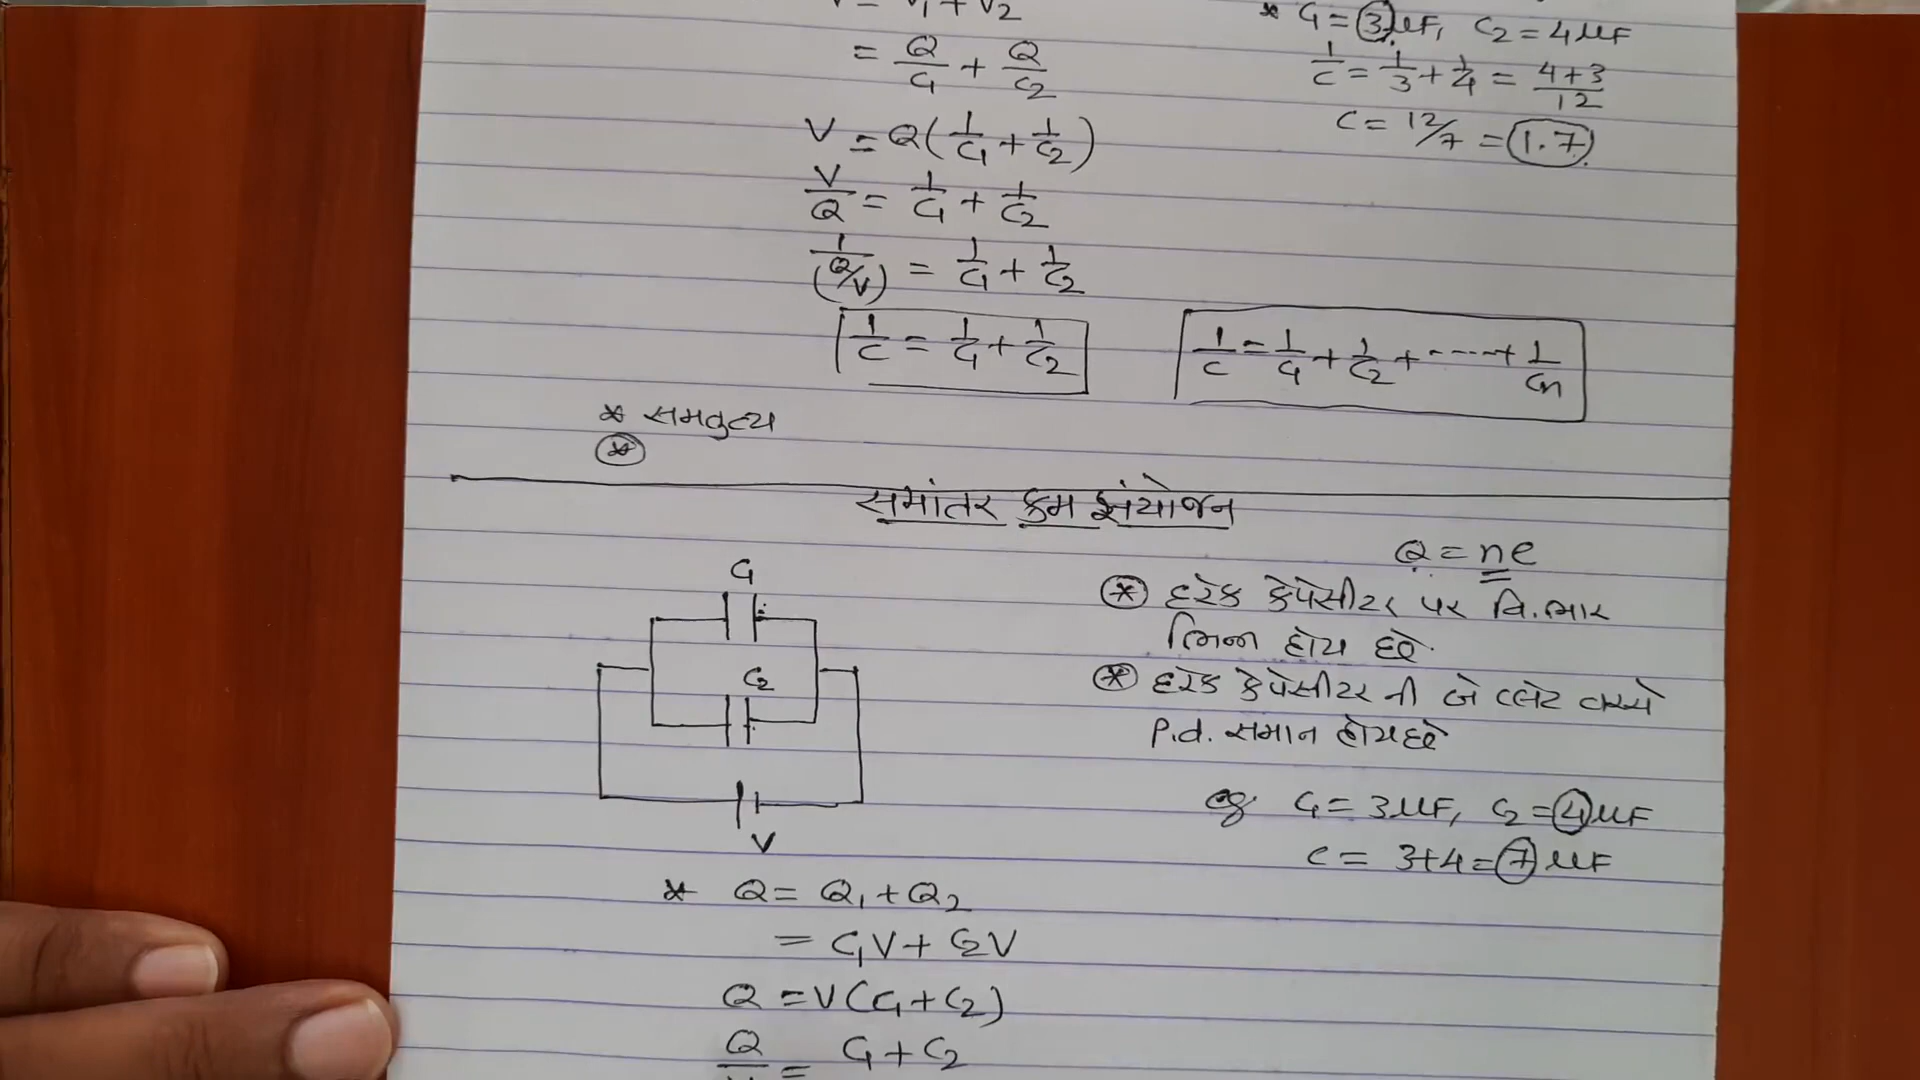 V = V₁ + V₂
= Q/C₁ + Q/C₂
V = Q(1/C₁ + 1/C₂)
V/Q = 1/C₁ + 1/C₂
1/(Q/V) = 1/C₁ + 1/C₂
1/C = 1/C₁ + 1/C₂
* C₁ = 3 μF, C₂ = 4 μF
1/C = 1/3 + 1/4 = 4+3/12
C = 12/7 = 1.7
1/C = 1/C₁ + 1/C₂ + ----+ 1/Cn
* સમતુલ્ય
*
સમાંતર ક્રમ સંયોજન
C₁
C₂
V
Q = ne
* દરેક કેપેસીટર પર વિ.ભાર
ભિન્ન હોય છે.
* દરેક કેપેસીટર ની બે પ્લેટ વચ્ચે
P.d. સમાન હોય છે
eg. C₁ = 3μF, C₂ = 4 μF
C = 3+4 = 7 μF
* Q = Q₁ + Q₂
= C₁V + C₂V
Q = V(C₁ + C₂)
Q/V = C₁ + C₂